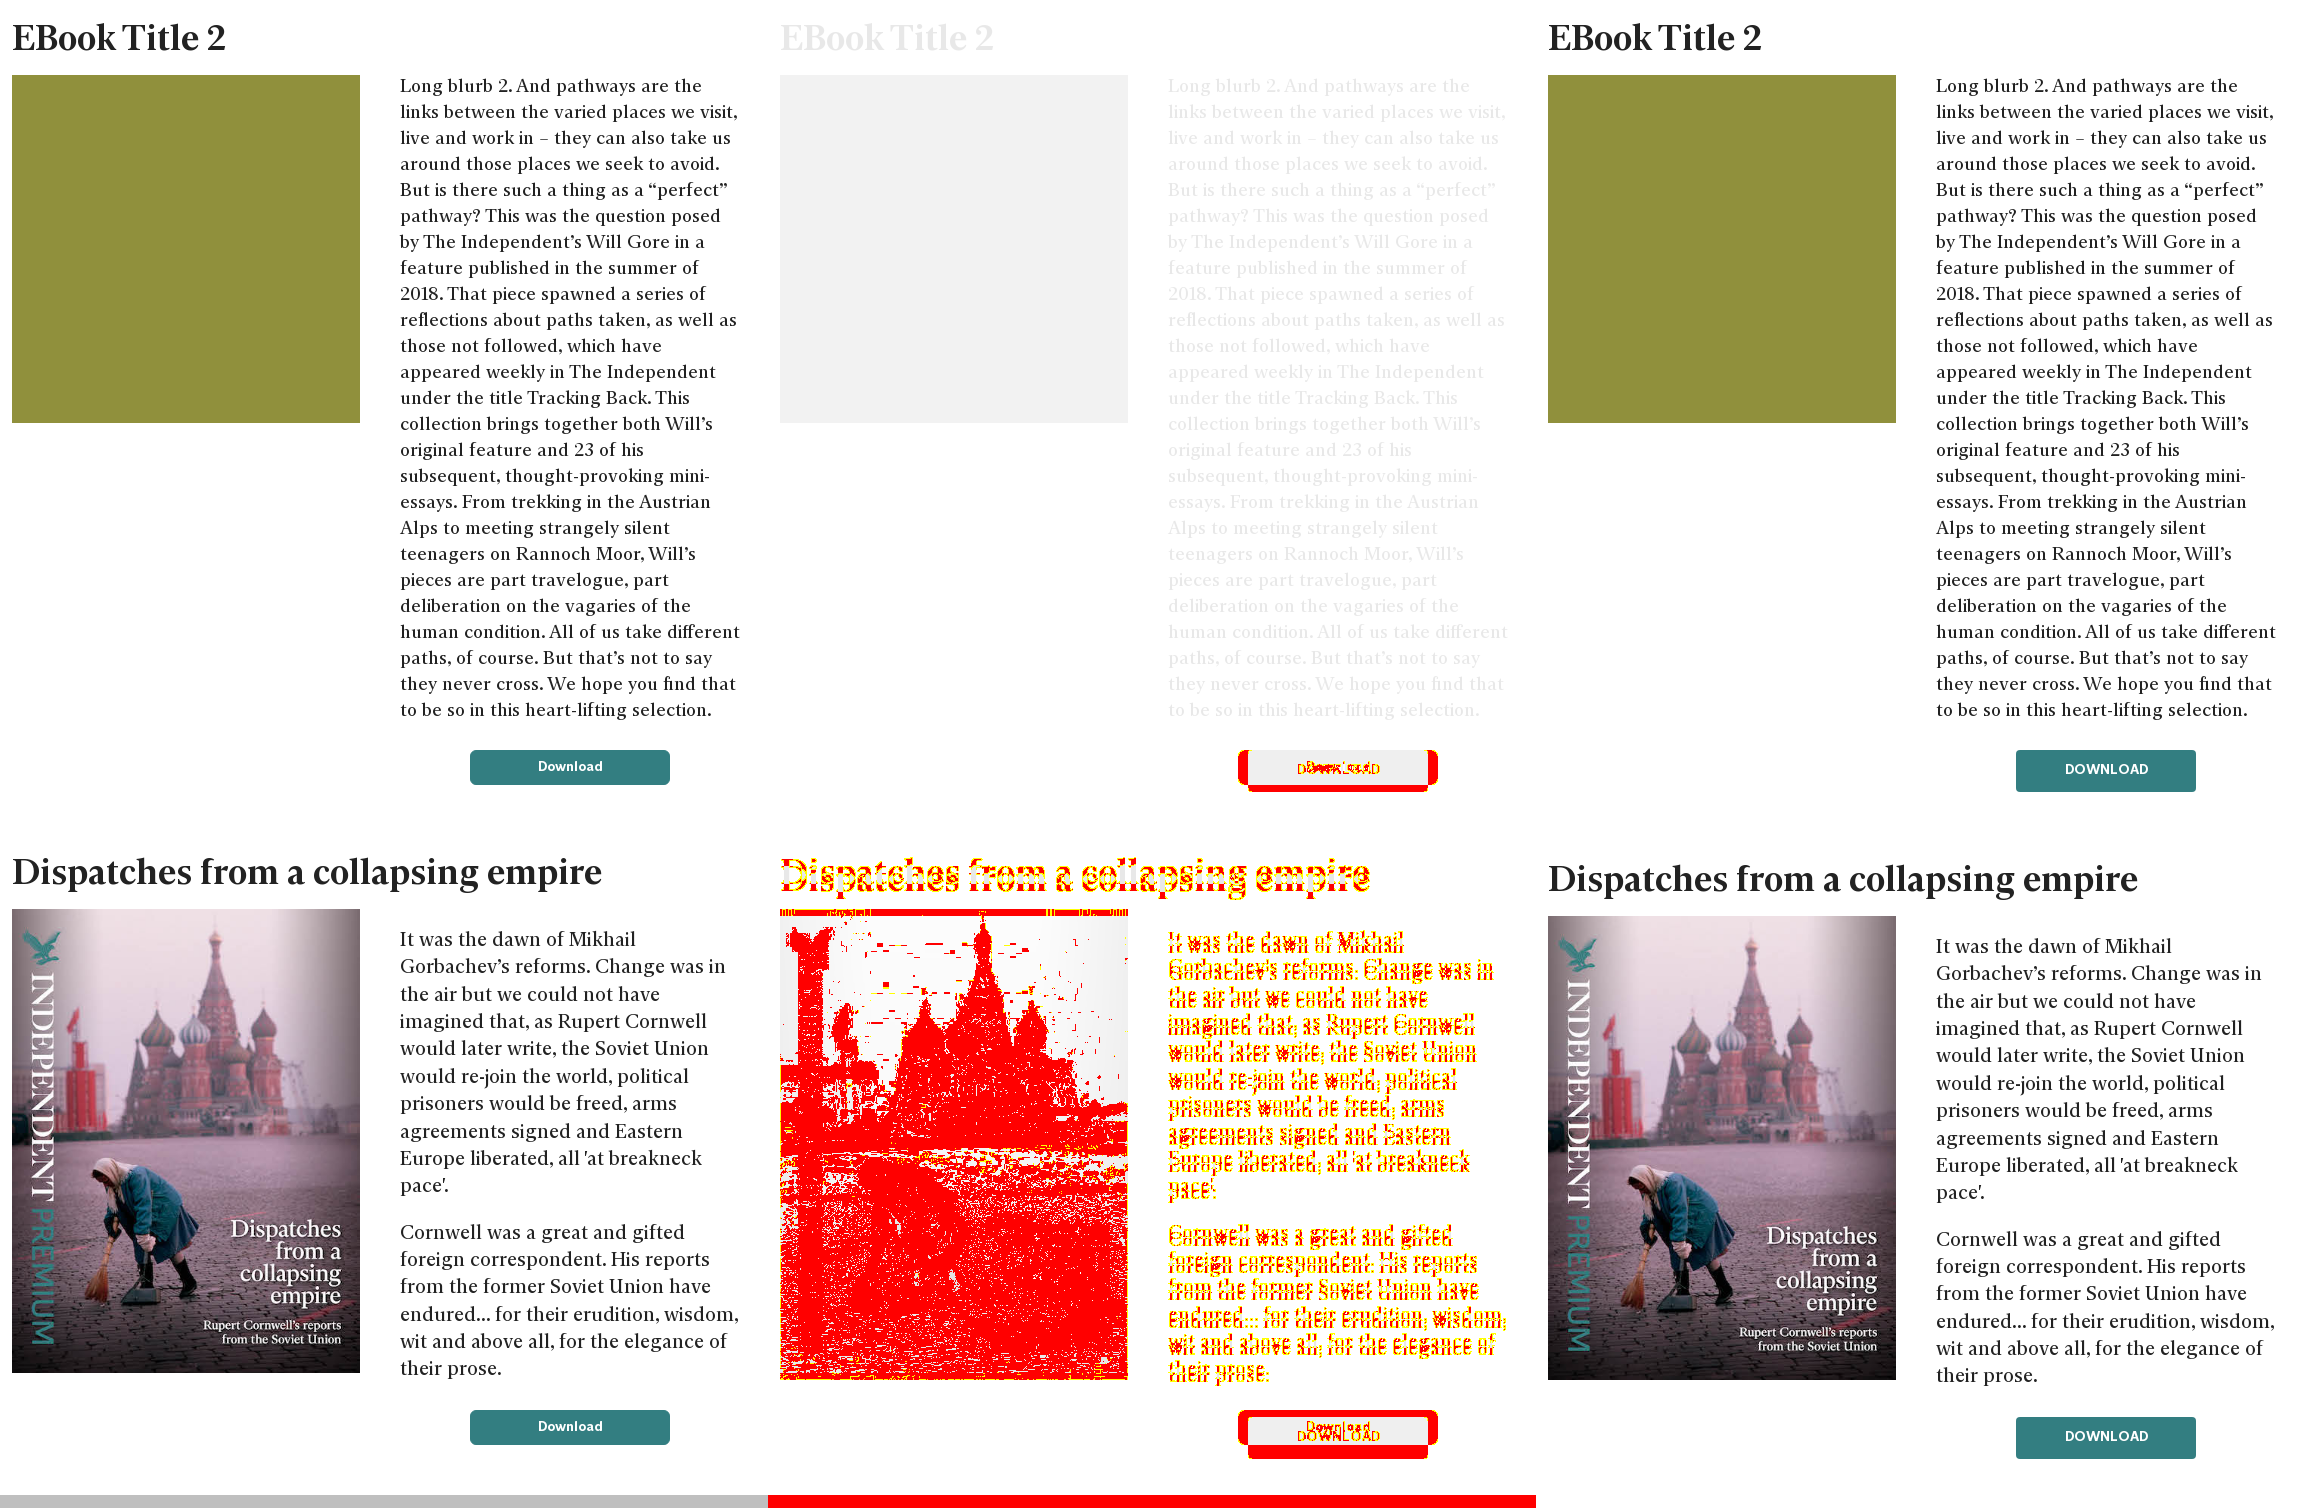 EBook Title 2
Long blurb 2. And pathways are the
links between the varied places we visit,
live and work in – they can also take us
around those places we seek to avoid.
But is there such a thing as a “perfect”
pathway? This was the question posed
by The Independent’s Will Gore in a
feature published in the summer of
2018. That piece spawned a series of
reflections about paths taken, as well as
those not followed, which have
appeared weekly in The Independent
under the title Tracking Back. This
collection brings together both Will’s
original feature and 23 of his
subsequent, thought-provoking mini-
essays. From trekking in the Austrian
Alps to meeting strangely silent
teenagers on Rannoch Moor, Will’s
pieces are part travelogue, part
deliberation on the vagaries of the
human condition. All of us take different
paths, of course. But that’s not to say
they never cross. We hope you find that
to be so in this heart-lifting selection.
Download
Dispatches from a collapsing empire
INDEPENDENT PREMIUM
Dispatches
from a
collapsing
empire
Rupert Cornwell's reports
from the Soviet Union
It was the dawn of Mikhail
Gorbachev’s reforms. Change was in
the air but we could not have
imagined that, as Rupert Cornwell
would later write, the Soviet Union
would re-join the world, political
prisoners would be freed, arms
agreements signed and Eastern
Europe liberated, all 'at breakneck
pace'.
Cornwell was a great and gifted
foreign correspondent. His reports
from the former Soviet Union have
endured... for their erudition, wisdom,
wit and above all, for the elegance of
their prose.
Download
EBook Title 2
Long blurb 2. And pathways are the
links between the varied places we visit,
live and work in – they can also take us
around those places we seek to avoid.
But is there such a thing as a “perfect”
pathway? This was the question posed
by The Independent’s Will Gore in a
feature published in the summer of
2018. That piece spawned a series of
reflections about paths taken, as well as
those not followed, which have
appeared weekly in The Independent
under the title Tracking Back. This
collection brings together both Will’s
original feature and 23 of his
subsequent, thought-provoking mini-
essays. From trekking in the Austrian
Alps to meeting strangely silent
teenagers on Rannoch Moor, Will’s
pieces are part travelogue, part
deliberation on the vagaries of the
human condition. All of us take different
paths, of course. But that’s not to say
they never cross. We hope you find that
to be so in this heart-lifting selection.
Dispatches from a collapsing empire
It was the dawn of Mikhail
Gorbachev’s reforms. Change was in
the air but we could not have
imagined that, as Rupert Cornwell
would later write, the Soviet Union
would re-join the world, political
prisoners would be freed, arms
agreements signed and Eastern
Europe liberated, all 'at breakneck
pace'.
Cornwell was a great and gifted
foreign correspondent. His reports
from the former Soviet Union have
endured... for their erudition, wisdom,
wit and above all, for the elegance of
their prose.
Download
DOWNLOAD
EBook Title 2
Long blurb 2. And pathways are the
links between the varied places we visit,
live and work in – they can also take us
around those places we seek to avoid.
But is there such a thing as a “perfect”
pathway? This was the question posed
by The Independent’s Will Gore in a
feature published in the summer of
2018. That piece spawned a series of
reflections about paths taken, as well as
those not followed, which have
appeared weekly in The Independent
under the title Tracking Back. This
collection brings together both Will’s
original feature and 23 of his
subsequent, thought-provoking mini-
essays. From trekking in the Austrian
Alps to meeting strangely silent
teenagers on Rannoch Moor, Will’s
pieces are part travelogue, part
deliberation on the vagaries of the
human condition. All of us take different
paths, of course. But that’s not to say
they never cross. We hope you find that
to be so in this heart-lifting selection.
DOWNLOAD
Dispatches from a collapsing empire
INDEPENDENT PREMIUM
Dispatches
from a
collapsing
empire
Rupert Cornwell's reports
from the Soviet Union
It was the dawn of Mikhail
Gorbachev’s reforms. Change was in
the air but we could not have
imagined that, as Rupert Cornwell
would later write, the Soviet Union
would re-join the world, political
prisoners would be freed, arms
agreements signed and Eastern
Europe liberated, all 'at breakneck
pace'.
Cornwell was a great and gifted
foreign correspondent. His reports
from the former Soviet Union have
endured... for their erudition, wisdom,
wit and above all, for the elegance of
their prose.
DOWNLOAD